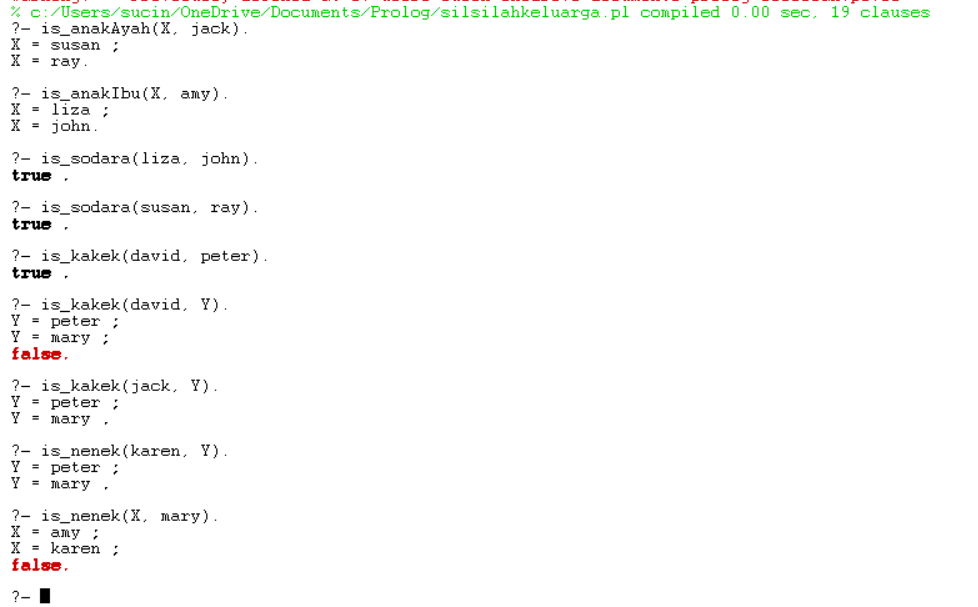 % c:/Users/sucin/OneDrive/Documents/Prolog/silsilahkeluarga.pl compiled 0.00 sec, 19 clauses
?- is_anakAyah(X, jack).
X = susan ;
X = ray.
?- is_anakIbu(X, amy).
X = liza ;
X = john.
?- is_sodara(liza, john).
true .
?- is_sodara(susan, ray).
true .
?- is_kakek(david, peter).
true .
?- is_kakek(david, Y).
Y = peter ;
Y = mary ;
false.
?- is_kakek(jack, Y).
Y = peter ;
Y = mary .
?- is_nenek(karen, Y).
Y = peter ;
Y = mary .
?- is_nenek(X, mary).
X = amy ;
X = karen ;
false.
?-